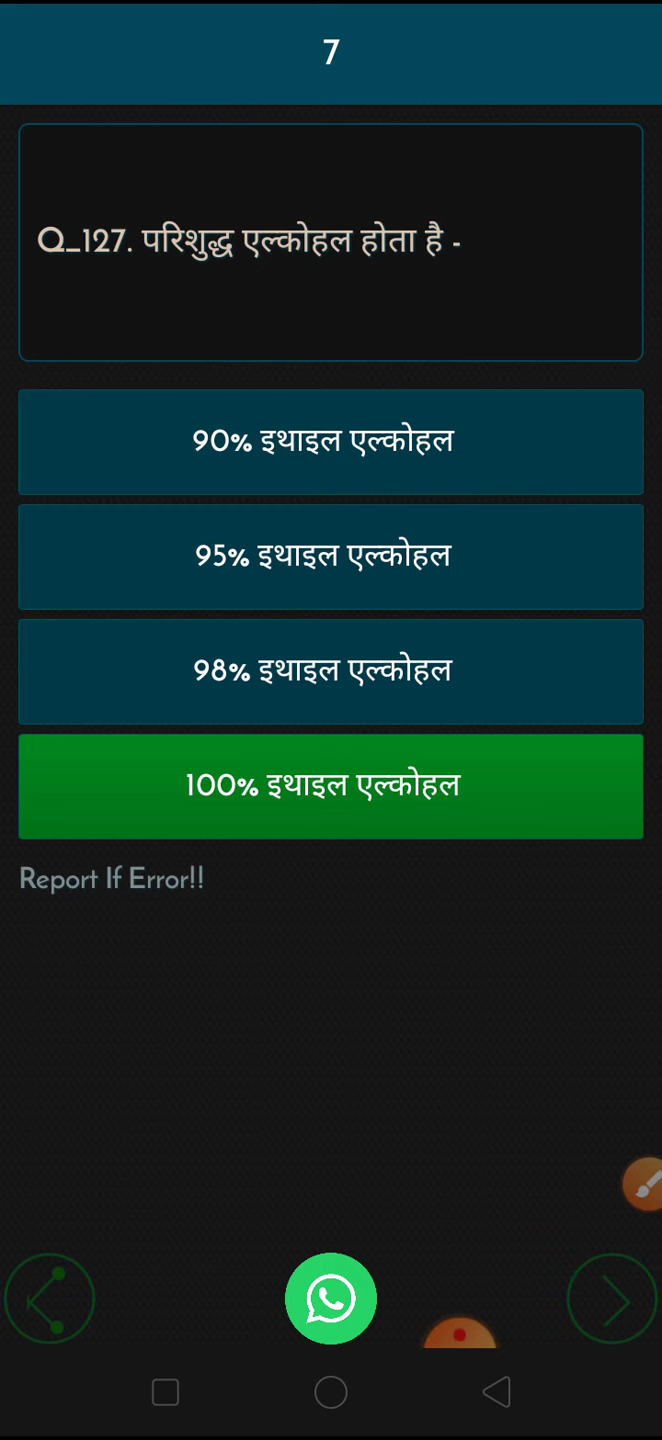 7
Q_127. परिशुद्ध एल्कोहल होता है -
90% इथाइल एल्कोहल
95% इथाइल एल्कोहल
98% इथाइल एल्कोहल
100% इथाइल एल्कोहल
Report If Error!!